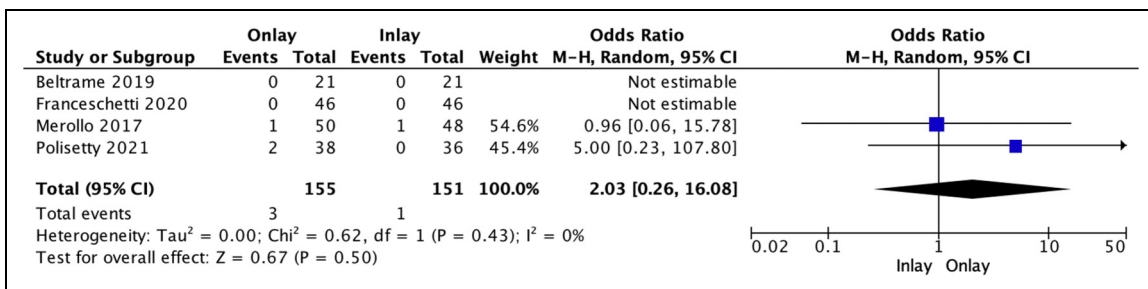 Onlay Inlay Odds Ratio Odds Ratio
Study or Subgroup Events Total Events Total Weight M-H, Random, 95% CI M-H, Random, 95% CI
Beltrame 2019 0 21 0 21 Not estimable
Franceschetti 2020 0 46 0 46 Not estimable
Merollo 2017 1 50 1 48 54.6% 0.96 [0.06, 15.78]
Polisetty 2021 2 38 0 36 45.4% 5.00 [0.23, 107.80]
Total (95% CI) 155 151 100.0% 2.03 [0.26, 16.08]
Total events 3 1
Heterogeneity: Tau² = 0.00; Chi² = 0.62, df = 1 (P = 0.43); I² = 0%
Test for overall effect: Z = 0.67 (P = 0.50)
0.02 0.1 1 10 50
Inlay Onlay